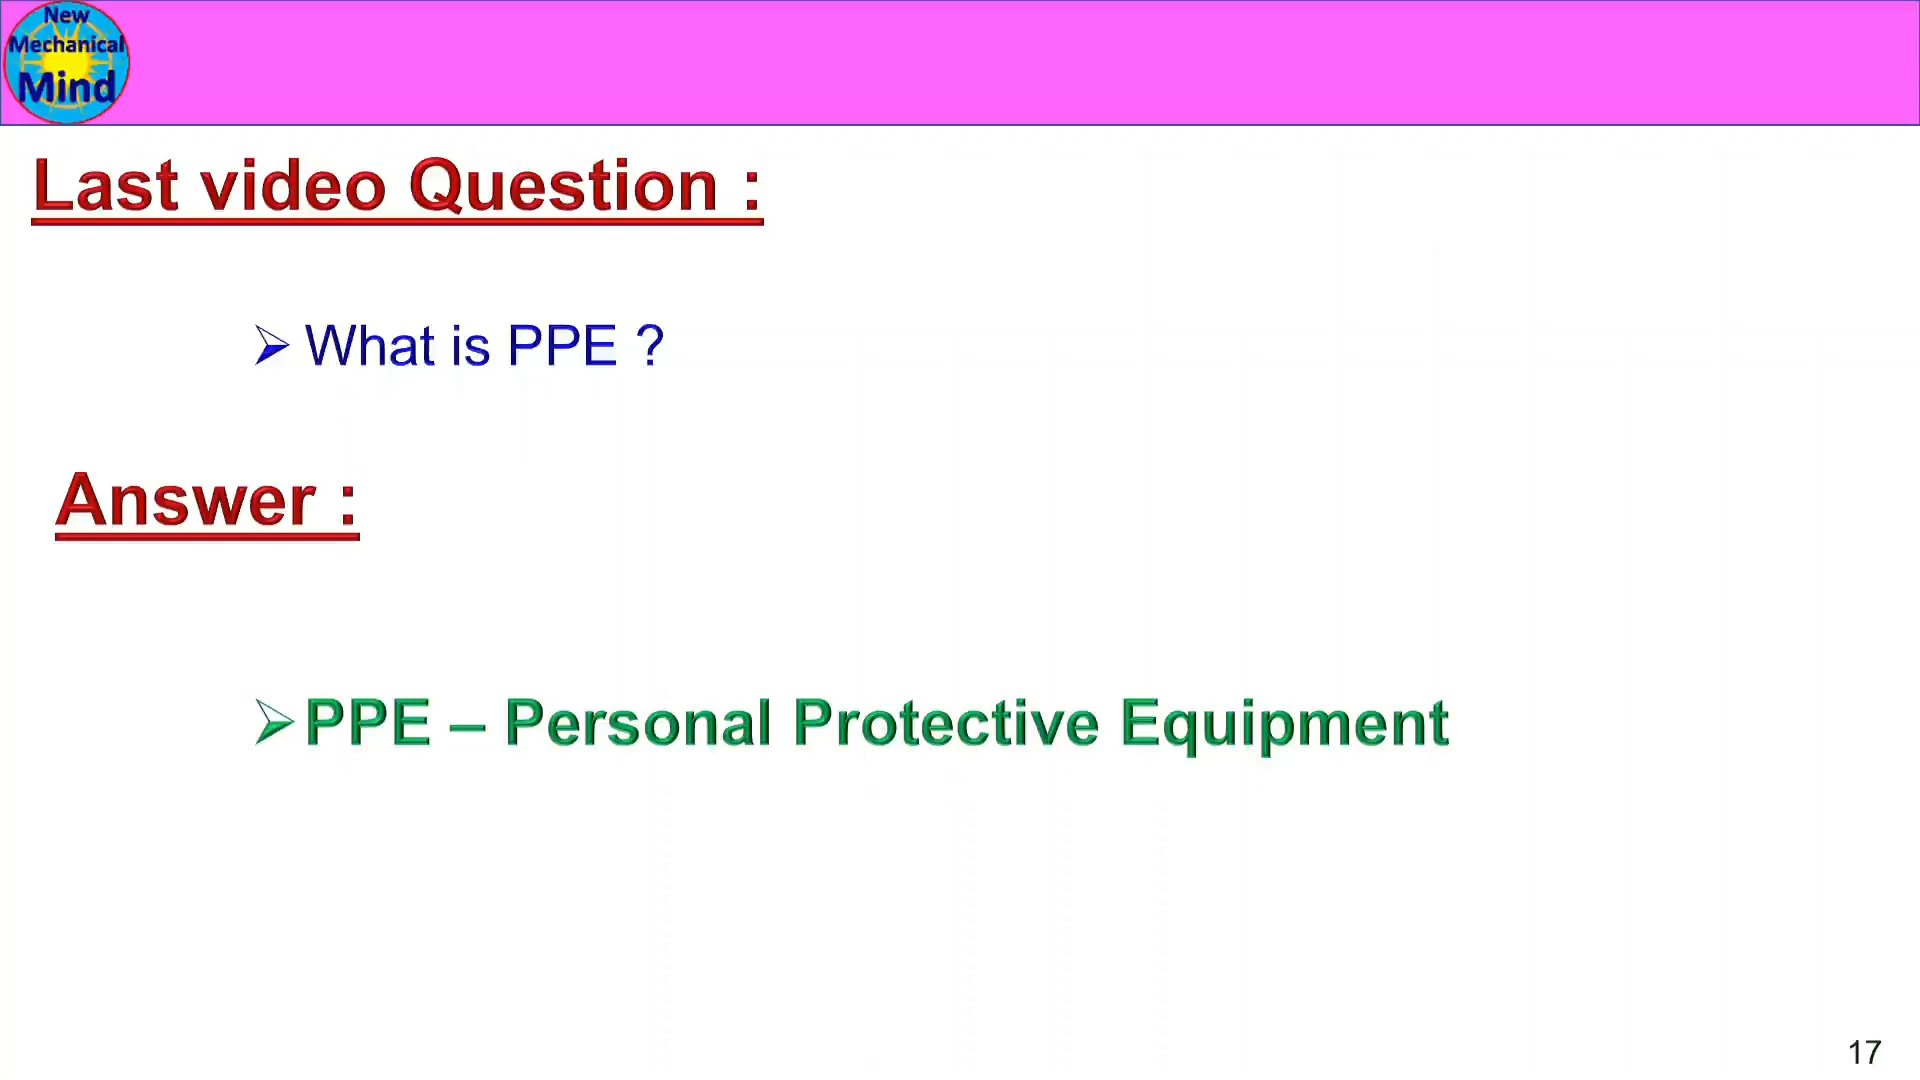 New
Mechanical
Mind
Last video Question :
➢ What is PPE ?
Answer :
➢ PPE – Personal Protective Equipment
17